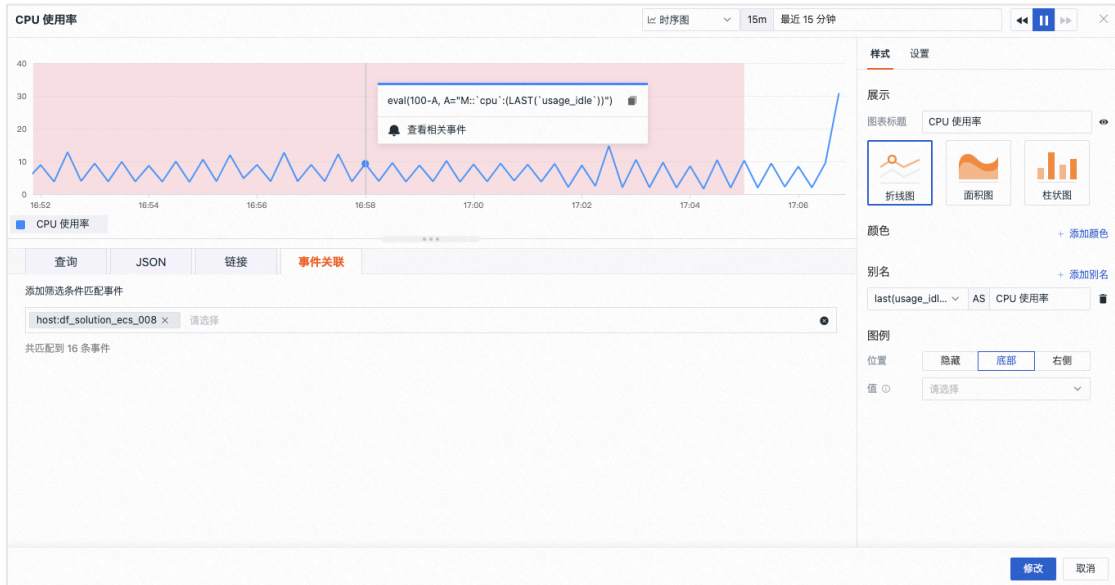 CPU 使用率
时序图
15m 最近 15 分钟
40
30
20
10
0
16:52 16:54 16:56 16:58 17:00 17:02 17:04 17:06
eval(100-A, A="M::`cpu`:(LAST(`usage_idle`))")
查看相关事件
CPU 使用率
查询 JSON 链接 事件关联
添加筛选条件匹配事件
host:df_solution_ecs_008 × 请选择
共匹配到 16 条事件
样式 设置
展示
图表标题 CPU 使用率
折线图 面积图 柱状图
颜色 + 添加颜色
别名 + 添加别名
last(usage_idl... AS CPU 使用率
图例
位置 隐藏 底部 右侧
值 请选择
修改 取消